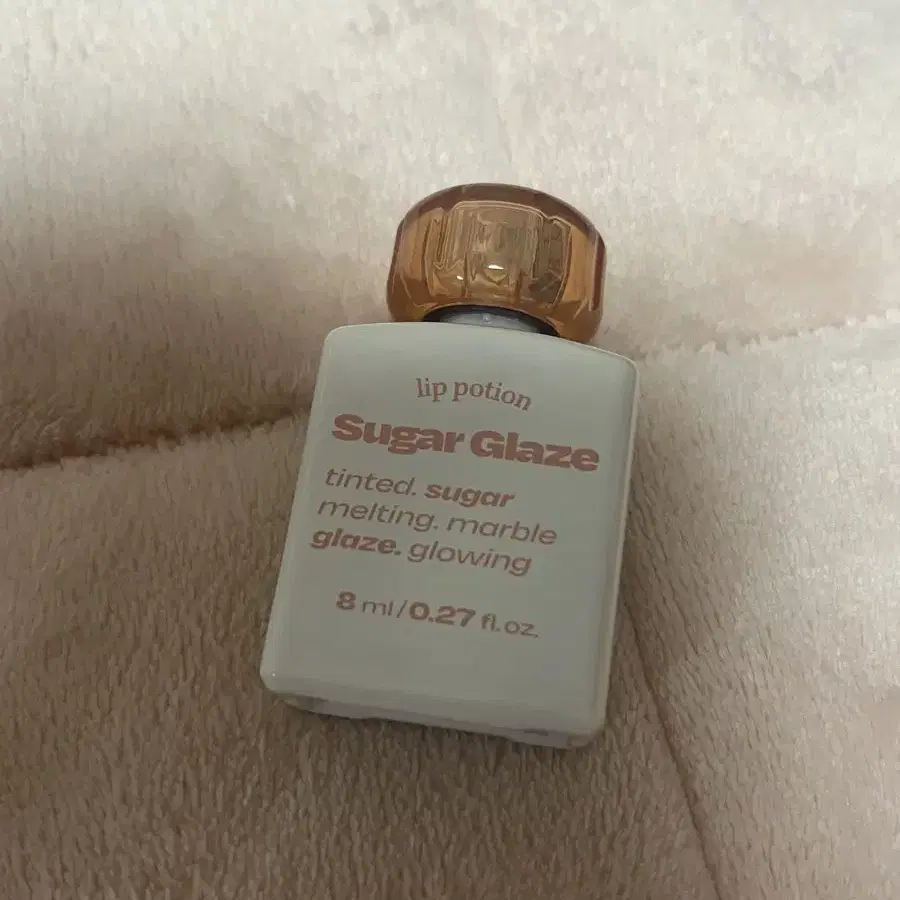 lip potion
Sugar Glaze
tinted. sugar
melting. marble
glaze. glowing
8 ml/0.27 fl. oz.